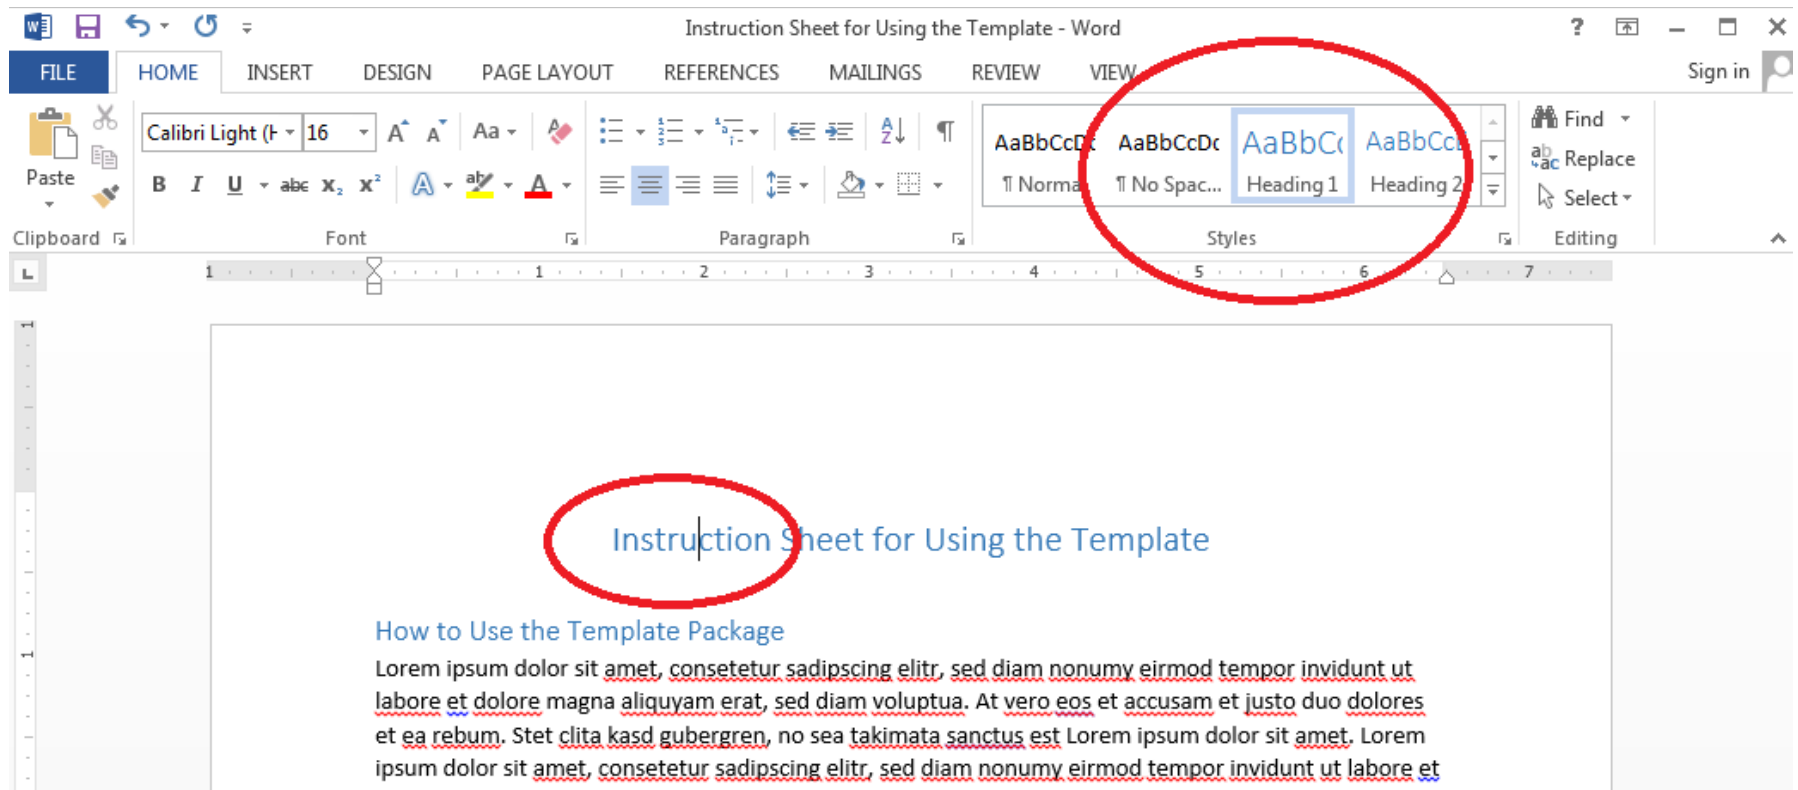 Instruction Sheet for Using the Template - Word
?
FILE HOME INSERT DESIGN PAGE LAYOUT REFERENCES MAILINGS REVIEW VIEW Sign in
Calibri Light (H 16 Aa
AaBbCcDc AaBbCcDc AaBbCc AaBbCcE
Find
Replace
Select
Paste
B I U abc X₂ X² A ab A
¶ Norma ¶ No Spac... Heading 1 Heading 2
Clipboard Font Paragraph Styles Editing
1 1 2 3 4 5 6 7
Instruction Sheet for Using the Template
How to Use the Template Package
Lorem ipsum dolor sit amet, consetetur sadipscing elitr, sed diam nonumy eirmod tempor invidunt ut
labore et dolore magna aliquyam erat, sed diam voluptua. At vero eos et accusam et justo duo dolores
et ea rebum. Stet clita kasd gubergren, no sea takimata sanctus est Lorem ipsum dolor sit amet. Lorem
ipsum dolor sit amet, consetetur sadipscing elitr, sed diam nonumy eirmod tempor invidunt ut labore et